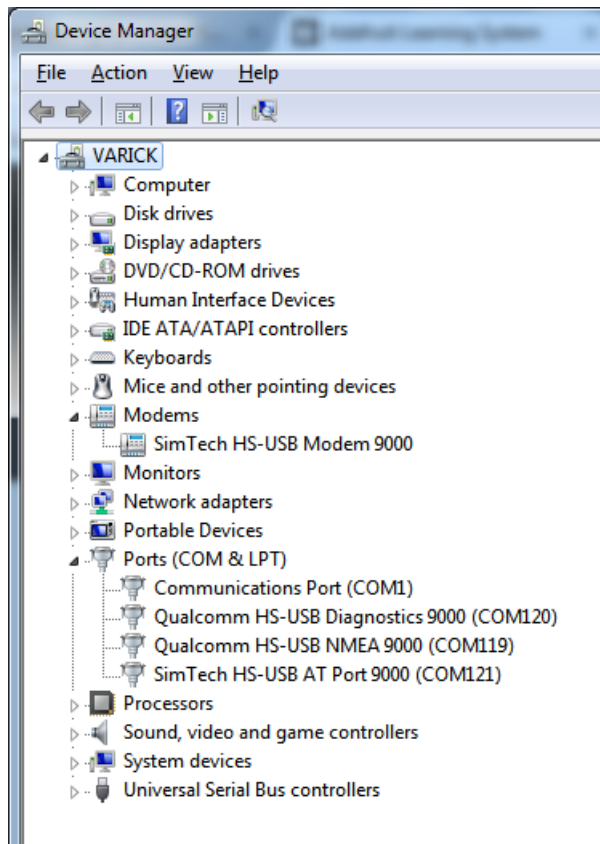 Device Manager
Adafruit Learning System
File Action View Help
VARICK
Computer
Disk drives
Display adapters
DVD/CD-ROM drives
Human Interface Devices
IDE ATA/ATAPI controllers
Keyboards
Mice and other pointing devices
Modems
SimTech HS-USB Modem 9000
Monitors
Network adapters
Portable Devices
Ports (COM & LPT)
Communications Port (COM1)
Qualcomm HS-USB Diagnostics 9000 (COM120)
Qualcomm HS-USB NMEA 9000 (COM119)
SimTech HS-USB AT Port 9000 (COM121)
Processors
Sound, video and game controllers
System devices
Universal Serial Bus controllers